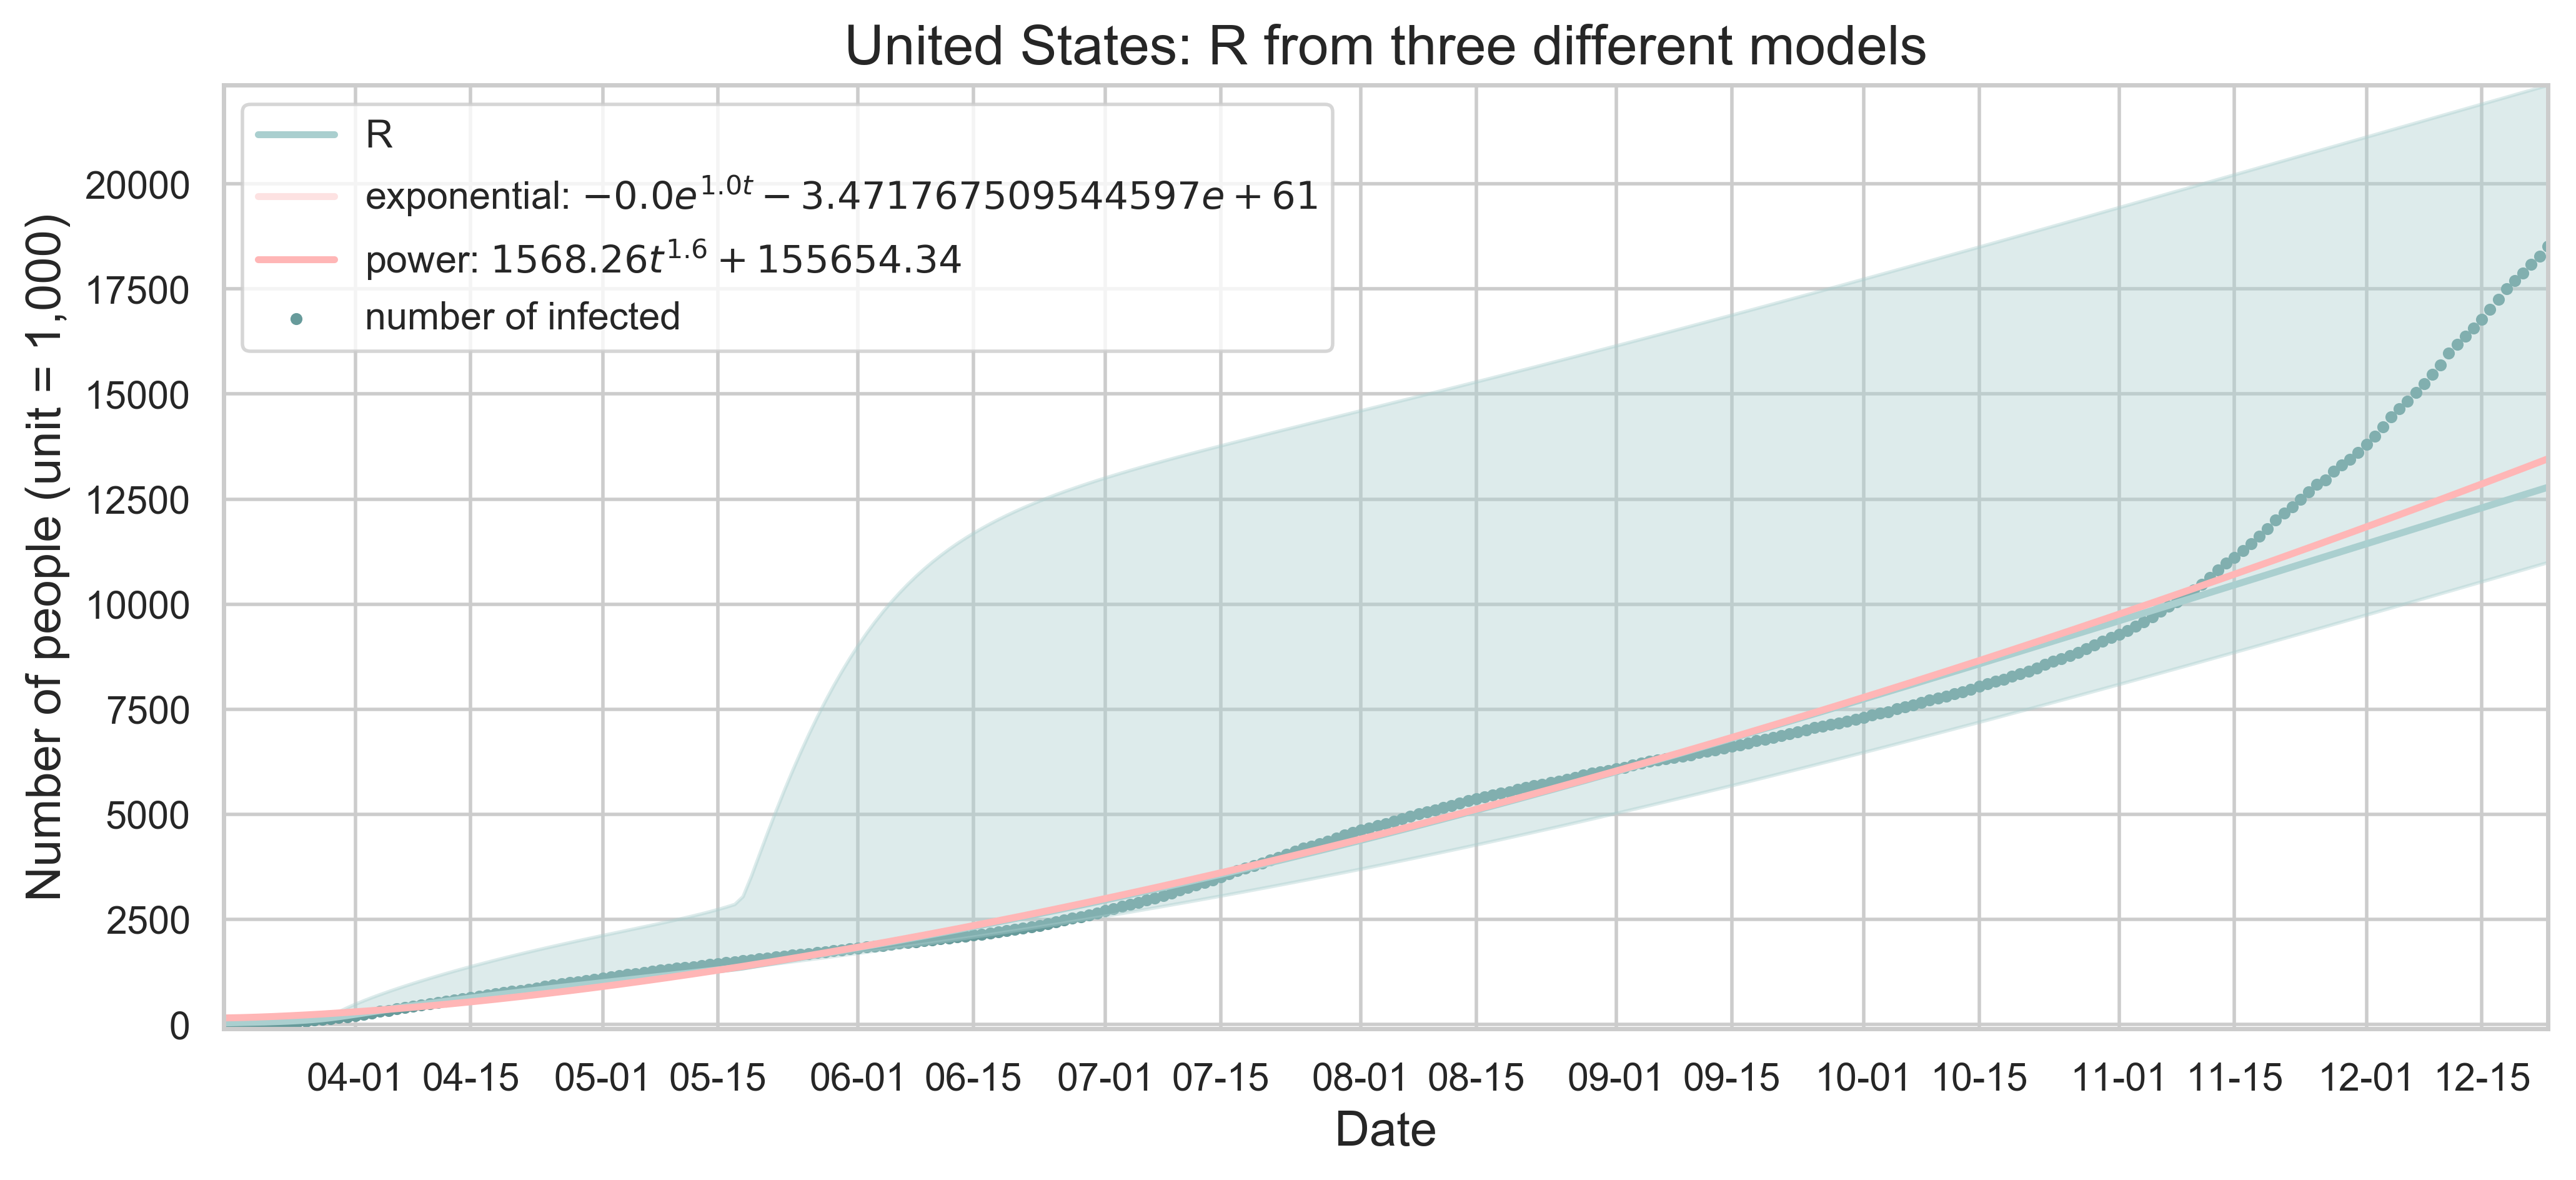 United States: R from three different models
R
exponential: −0.0e^{1.0t} − 3.4717675095445​97e + 61
power: 1568.26t^{1.6} + 155654.34
number of infected
Number of people (unit = 1,000)
20000
17500
15000
12500
10000
7500
5000
2500
0
04-01 04-15 05-01 05-15 06-01 06-15 07-01 07-15 08-01 08-15 09-01 09-15 10-01 10-15 11-01 11-15 12-01 12-15
Date